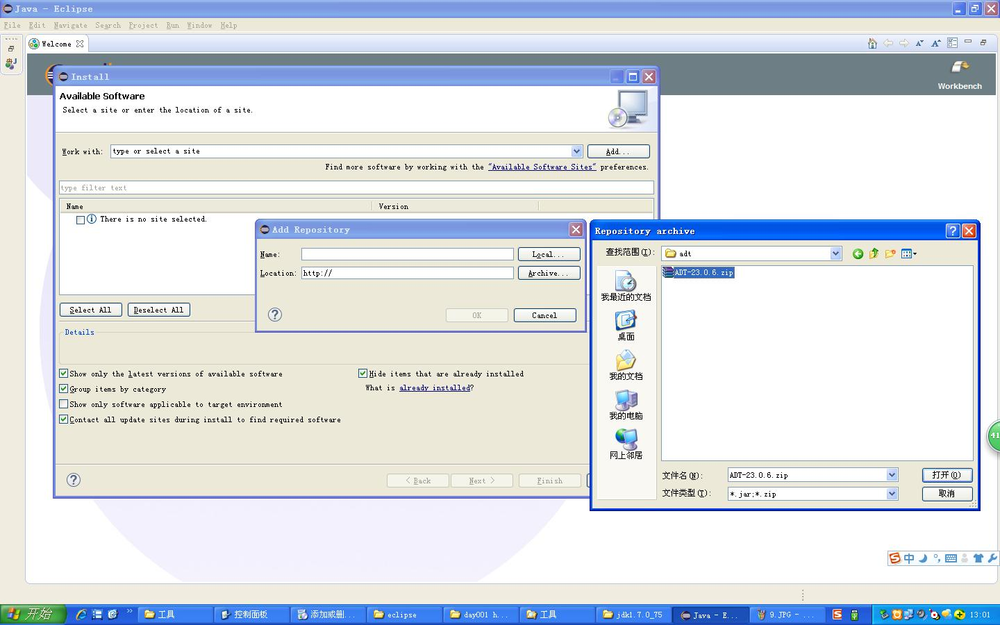 Java - Eclipse
File Edit Navigate Search Project Run Window Help
Welcome
Workbench
Install
Available Software
Select a site or enter the location of a site.
Work with: type or select a site Add...
Find more software by working with the "Available Software Sites" preferences.
type filter text
Name Version
There is no site selected.
Add Repository
Name: Local...
Location: http:// Archive...
OK Cancel
Select All Deselect All
Details
Show only the latest versions of available software
Hide items that are already installed
Group items by category
What is already installed?
Show only software applicable to target environment
Contact all update sites during install to find required software
< Back Next > Finish
Repository archive
查找范围(I): adt
ADT-23.0.6.zip
我最近的文档
桌面
我的文档
我的电脑
网上邻居
文件名(N): ADT-23.0.6.zip 打开(O)
文件类型(T): *.jar;*.zip 取消
41
中
开始 工具 控制面板 添加或删... eclipse day001 h... 工具 jdk1.7.0_75 Java - E... 9.JPG - ... 13:01